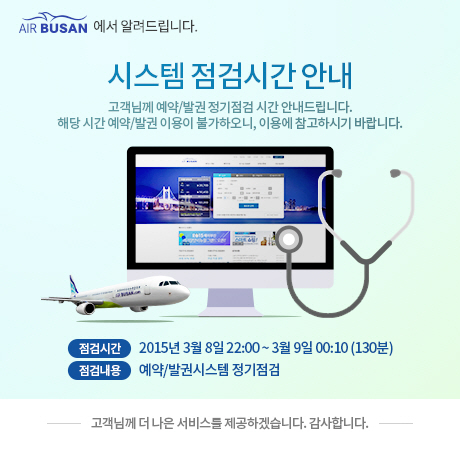 AIR BUSAN 에서 알려드립니다.
시스템 점검시간 안내
고객님께 예약/발권 정기점검 시간 안내드립니다.
해당 시간 예약/발권 이용이 불가하오니, 이용에 참고하시기 바랍니다.
AIR BUSAN.com
점검시간 2015년 3월 8일 22:00 ~ 3월 9일 00:10 (130분)
점검내용 예약/발권시스템 정기점검
고객님께 더 나은 서비스를 제공하겠습니다. 감사합니다.